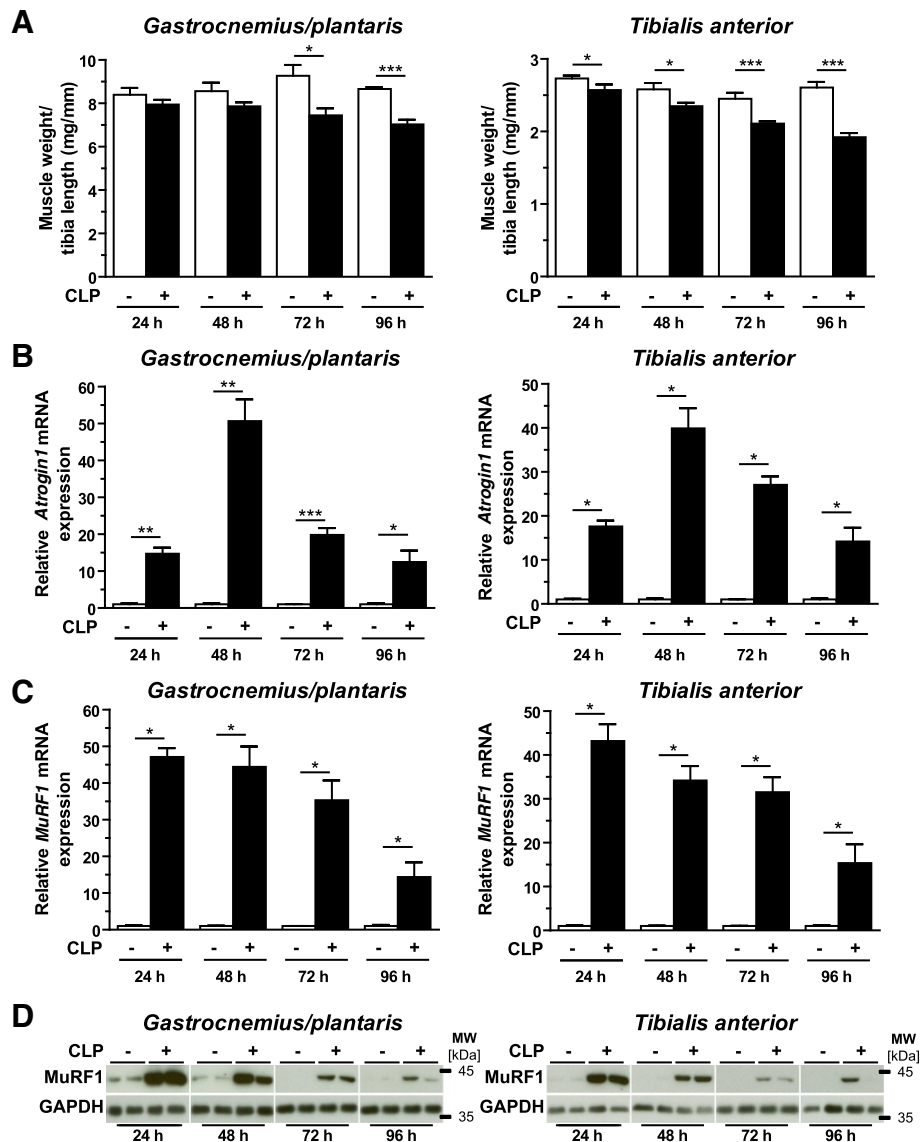 A
Gastrocnemius/plantaris
Tibialis anterior
Muscle weight/
tibia length (mg/mm)
10
8
6
4
2
0
* ***
CLP - + - + - + - +
24 h 48 h 72 h 96 h
Muscle weight/
tibia length (mg/mm)
3
2
1
0
* * *** ***
CLP - + - + - + - +
24 h 48 h 72 h 96 h
B
Gastrocnemius/plantaris
Tibialis anterior
Relative Atrogin1 mRNA
expression
60
50
40
30
20
10
0
** ** *** *
CLP - + - + - + - +
24 h 48 h 72 h 96 h
Relative Atrogin1 mRNA
expression
50
40
30
20
10
0
* * * *
CLP - + - + - + - +
24 h 48 h 72 h 96 h
C
Gastrocnemius/plantaris
Tibialis anterior
Relative MuRF1 mRNA
expression
60
50
40
30
20
10
0
* * * *
CLP - + - + - + - +
24 h 48 h 72 h 96 h
Relative MuRF1 mRNA
expression
50
40
30
20
10
0
* * * *
CLP - + - + - + - +
24 h 48 h 72 h 96 h
D
Gastrocnemius/plantaris
Tibialis anterior
CLP - + - + - + - + MW
[kDa]
MuRF1 45
GAPDH 35
24 h 48 h 72 h 96 h
CLP - + - + - + - + MW
[kDa]
MuRF1 45
GAPDH 35
24 h 48 h 72 h 96 h